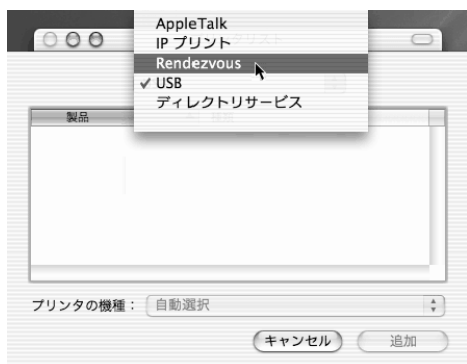 AppleTalk
IP プリント
Rendezvous
✓ USB
ディレクトリサービス
製品
プリンタの機種： 自動選択
キャンセル 追加